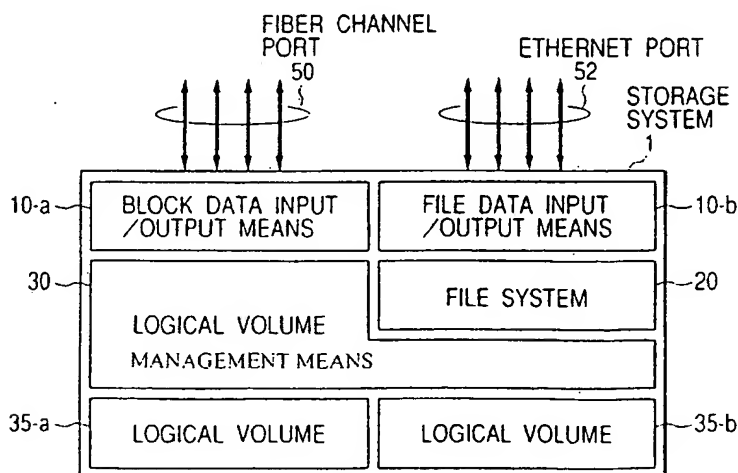 FIBER CHANNEL
PORT
50
ETHERNET PORT
52
STORAGE
SYSTEM
1
10-a
BLOCK DATA INPUT
/OUTPUT MEANS
FILE DATA INPUT
/OUTPUT MEANS
10-b
30
LOGICAL VOLUME
MANAGEMENT MEANS
FILE SYSTEM
20
35-a
LOGICAL VOLUME
LOGICAL VOLUME
35-b